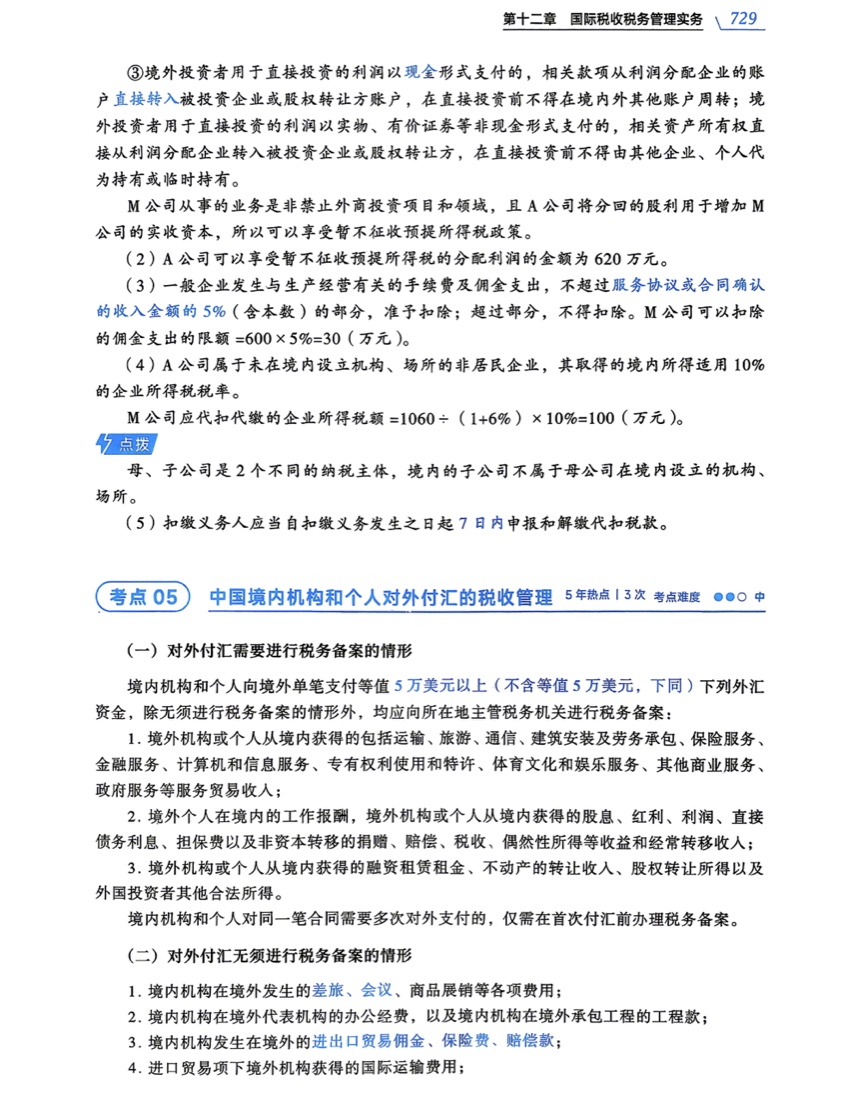 第十二章 国际税收税务管理实务 729
③境外投资者用于直接投资的利润以现金形式支付的，相关款项从利润分配企业的账
户直接转入被投资企业或股权转让方账户，在直接投资前不得在境内外其他账户周转；境
外投资者用于直接投资的利润以实物、有价证券等非现金形式支付的，相关资产所有权直
接从利润分配企业转入被投资企业或股权转让方，在直接投资前不得由其他企业、个人代
为持有或临时持有。
M 公司从事的业务是非禁止外商投资项目和领域，且 A 公司将分回的股利用于增加 M
公司的实收资本，所以可以享受暂不征收预提所得税政策。
（2）A 公司可以享受暂不征收预提所得税的分配利润的金额为 620 万元。
（3）一般企业发生与生产经营有关的手续费及佣金支出，不超过服务协议或合同确认
的收入金额的 5%（含本数）的部分，准予扣除；超过部分，不得扣除。M 公司可以扣除
的佣金支出的限额 =600×5%=30（万元）。
（4）A 公司属于未在境内设立机构、场所的非居民企业，其取得的境内所得适用 10%
的企业所得税税率。
M 公司应代扣代缴的企业所得税额 =1060÷（1+6%）×10%=100（万元）。
点拨
母、子公司是 2 个不同的纳税主体，境内的子公司不属于母公司在境内设立的机构、
场所。
（5）扣缴义务人应当自扣缴义务发生之日起 7 日内申报和解缴代扣税款。
考点 05 中国境内机构和个人对外付汇的税收管理 5 年热点 | 3 次 考点难度 中
（一）对外付汇需要进行税务备案的情形
境内机构和个人向境外单笔支付等值 5 万美元以上（不含等值 5 万美元，下同）下列外汇
资金，除无须进行税务备案的情形外，均应向所在地主管税务机关进行税务备案：
1. 境外机构或个人从境内获得的包括运输、旅游、通信、建筑安装及劳务承包、保险服务、
金融服务、计算机和信息服务、专有权利使用和特许、体育文化和娱乐服务、其他商业服务、
政府服务等服务贸易收入；
2. 境外个人在境内的工作报酬，境外机构或个人从境内获得的股息、红利、利润、直接
债务利息、担保费以及非资本转移的捐赠、赔偿、税收、偶然性所得等收益和经常转移收入；
3. 境外机构或个人从境内获得的融资租赁租金、不动产的转让收入、股权转让所得以及
外国投资者其他合法所得。
境内机构和个人对同一笔合同需要多次对外支付的，仅需在首次付汇前办理税务备案。
（二）对外付汇无须进行税务备案的情形
1. 境内机构在境外发生的差旅、会议、商品展销等各项费用；
2. 境内机构在境外代表机构的办公经费，以及境内机构在境外承包工程的工程款；
3. 境内机构发生在境外的进出口贸易佣金、保险费、赔偿款；
4. 进口贸易项下境外机构获得的国际运输费用；